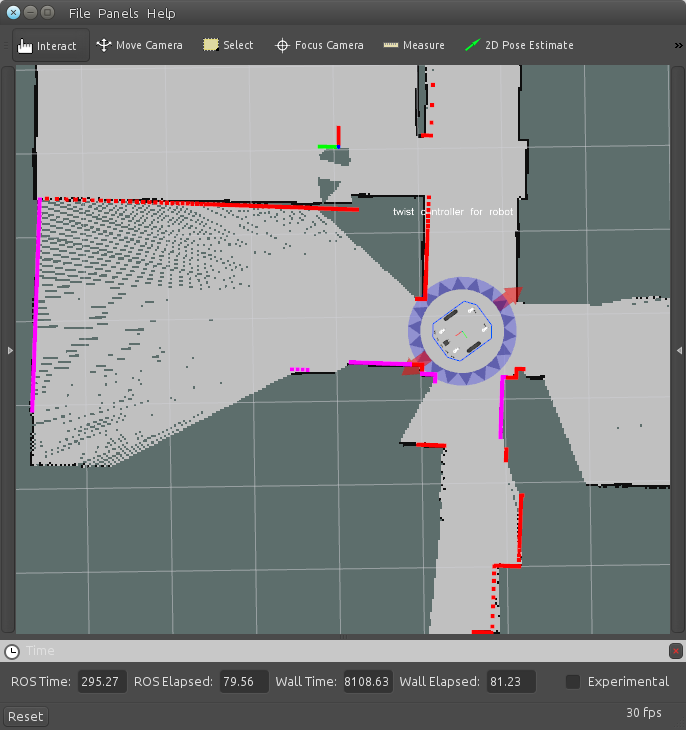 File Panels Help
Interact Move Camera Select Focus Camera Measure 2D Pose Estimate »
twist controller for robot
Time
ROS Time: 295.27 ROS Elapsed: 79.56 Wall Time: 8108.63 Wall Elapsed: 81.23 Experimental
Reset 30 fps